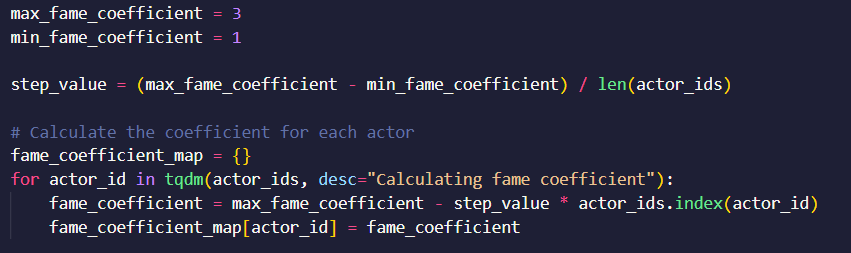 max_fame_coefficient = 3
min_fame_coefficient = 1

step_value = (max_fame_coefficient - min_fame_coefficient) / len(actor_ids)

# Calculate the coefficient for each actor
fame_coefficient_map = {}
for actor_id in tqdm(actor_ids, desc="Calculating fame coefficient"):
    fame_coefficient = max_fame_coefficient - step_value * actor_ids.index(actor_id)
    fame_coefficient_map[actor_id] = fame_coefficient